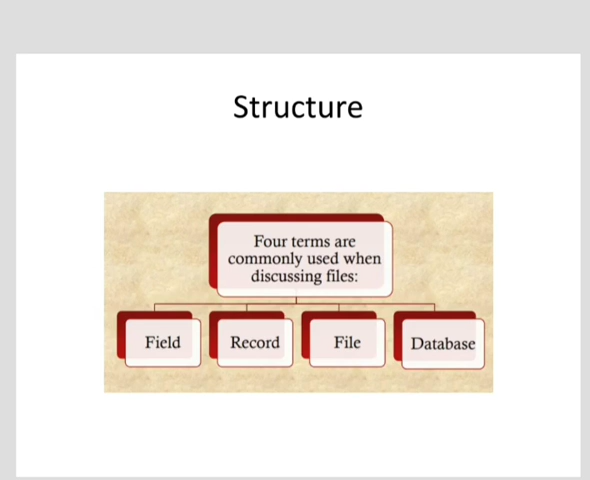 Structure
Four terms are
commonly used when
discussing files:
Field
Record
File
Database